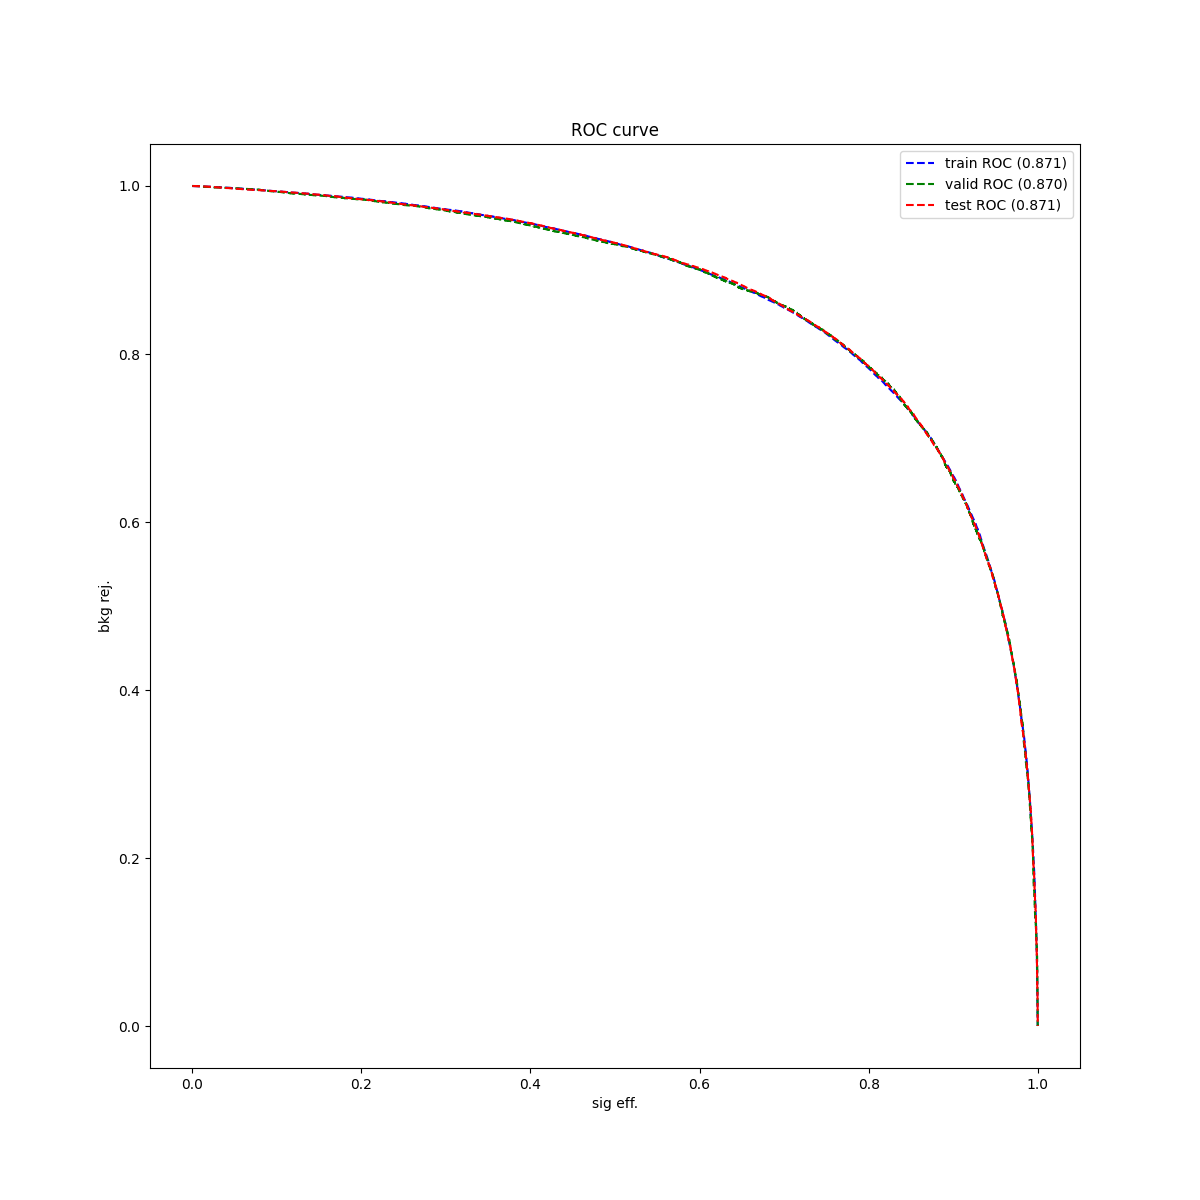 ROC curve
train ROC (0.871)
valid ROC (0.870)
test ROC (0.871)
1.0
0.8
0.6
0.4
0.2
0.0
bkg rej.
0.0 0.2 0.4 0.6 0.8 1.0
sig eff.